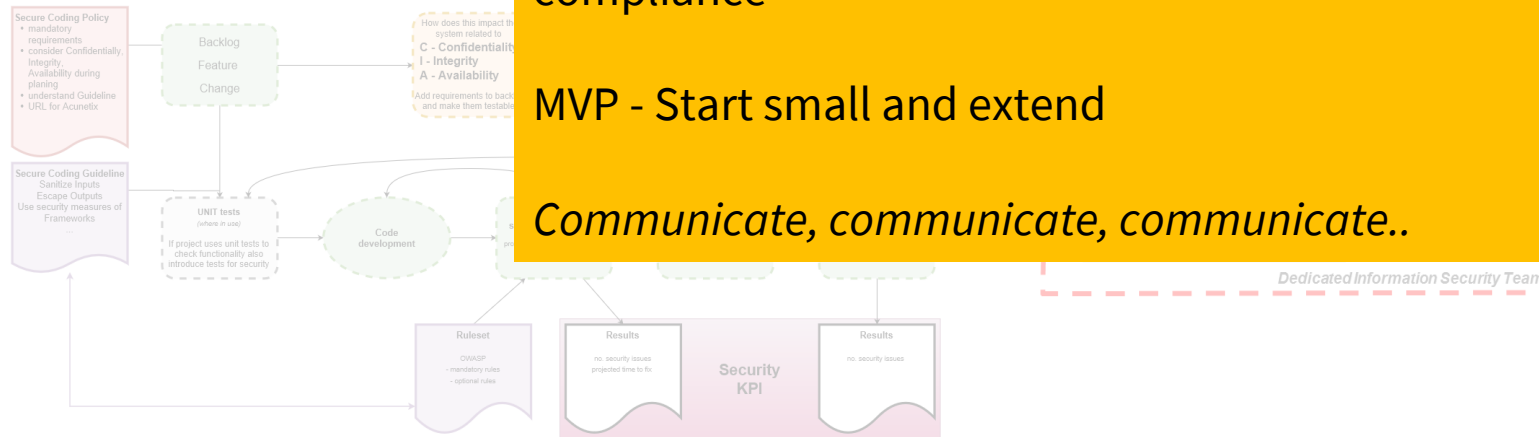 Secure Coding Policy
• mandatory
requirements
• consider Confidentially,
Integrity,
Availability during
planing
• understand Guideline
• URL for Acunetix
Backlog
Feature
Change
How does this impact th
system related to
C - Confidentiality
I - Integrity
A - Availability
Add requirements to back
and make them testable
compliance
MVP - Start small and extend
Communicate, communicate, communicate..
Secure Coding Guideline
Sanitize Inputs
Escape Outputs
Use security measures of
Frameworks
...
UNIT tests
(where in use)
If project uses unit tests to
check functionality also
introduce tests for security
Code
development
Dedicated Information Security Team
Ruleset
OWASP
- mandatory rules
- optional rules
Results
no. security issues
projected time to fix
Security
KPI
Results
no. security issues